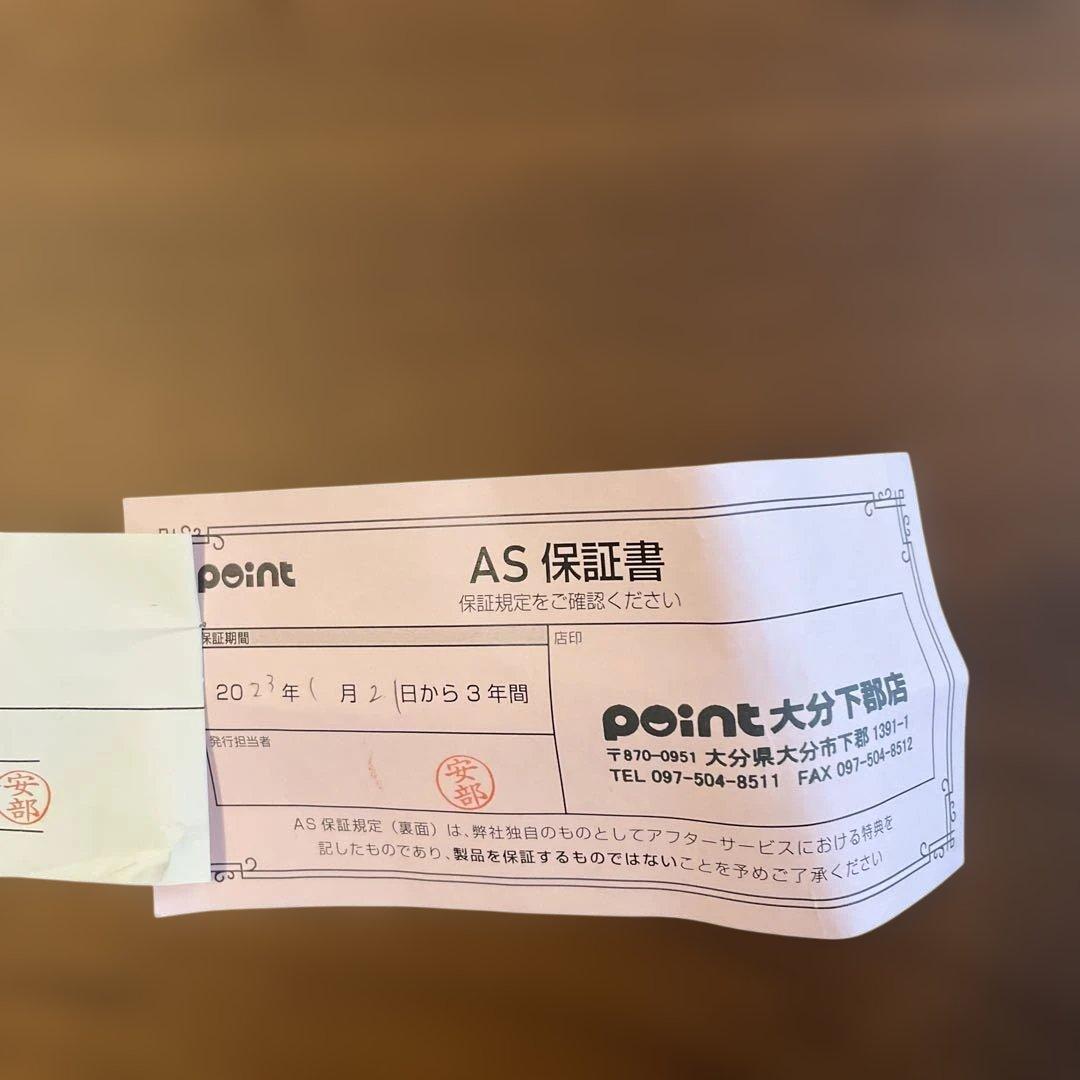 point
AS 保証書
保証規定をご確認ください
保証期間
2023年1月21日から3年間
発行担当者
安部
店印
point 大分下郡店
〒870-0951 大分県大分市下郡 1391-1
TEL 097-504-8511 FAX 097-504-8512
AS 保証規定(裏面)は、弊社独自のものとしてアフターサービスにおける特典を
記したものであり、製品を保証するものではないことを予めご了承ください
安部